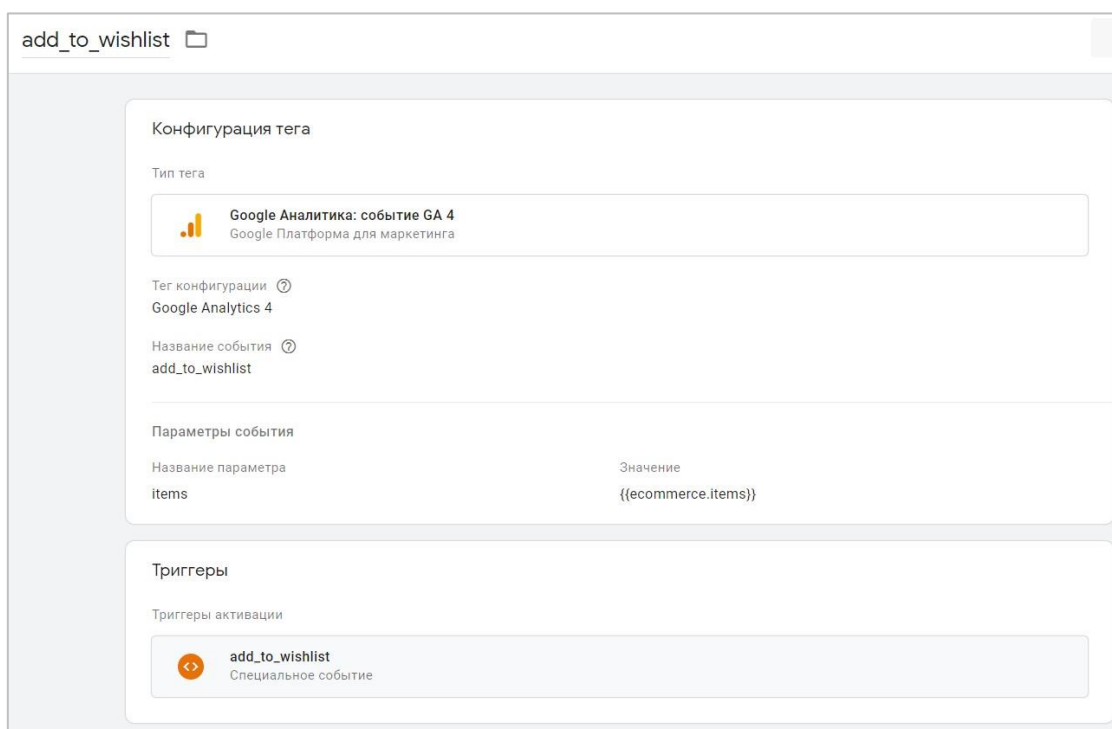 add_to_wishlist
Конфигурация тега
Тип тега
Google Аналитика: событие GA 4
Google Платформа для маркетинга
Тег конфигурации
Google Analytics 4
Название события
add_to_wishlist
Параметры события
Название параметра Значение
items {{ecommerce.items}}
Триггеры
Триггеры активации
add_to_wishlist
Специальное событие